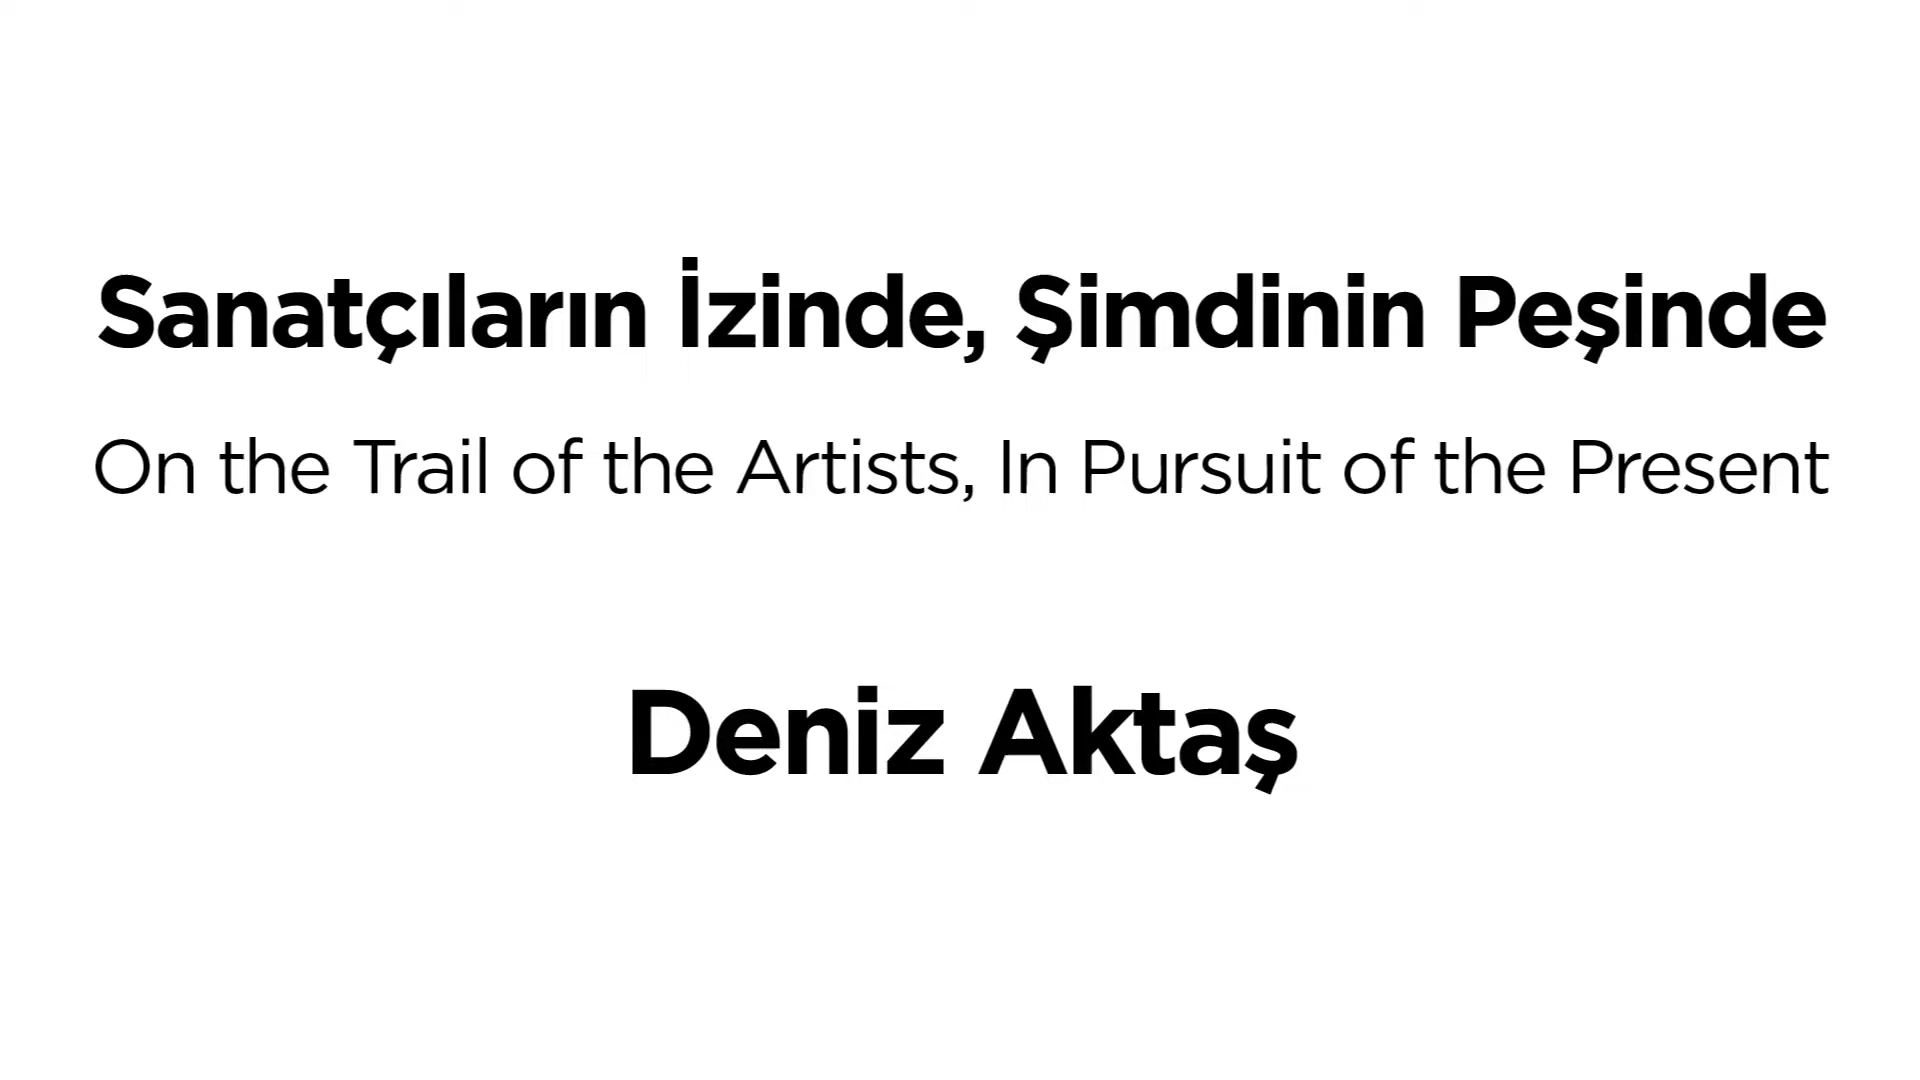 Sanatçıların İzinde, Şimdinin Peşinde
On the Trail of the Artists, In Pursuit of the Present
Deniz Aktaş